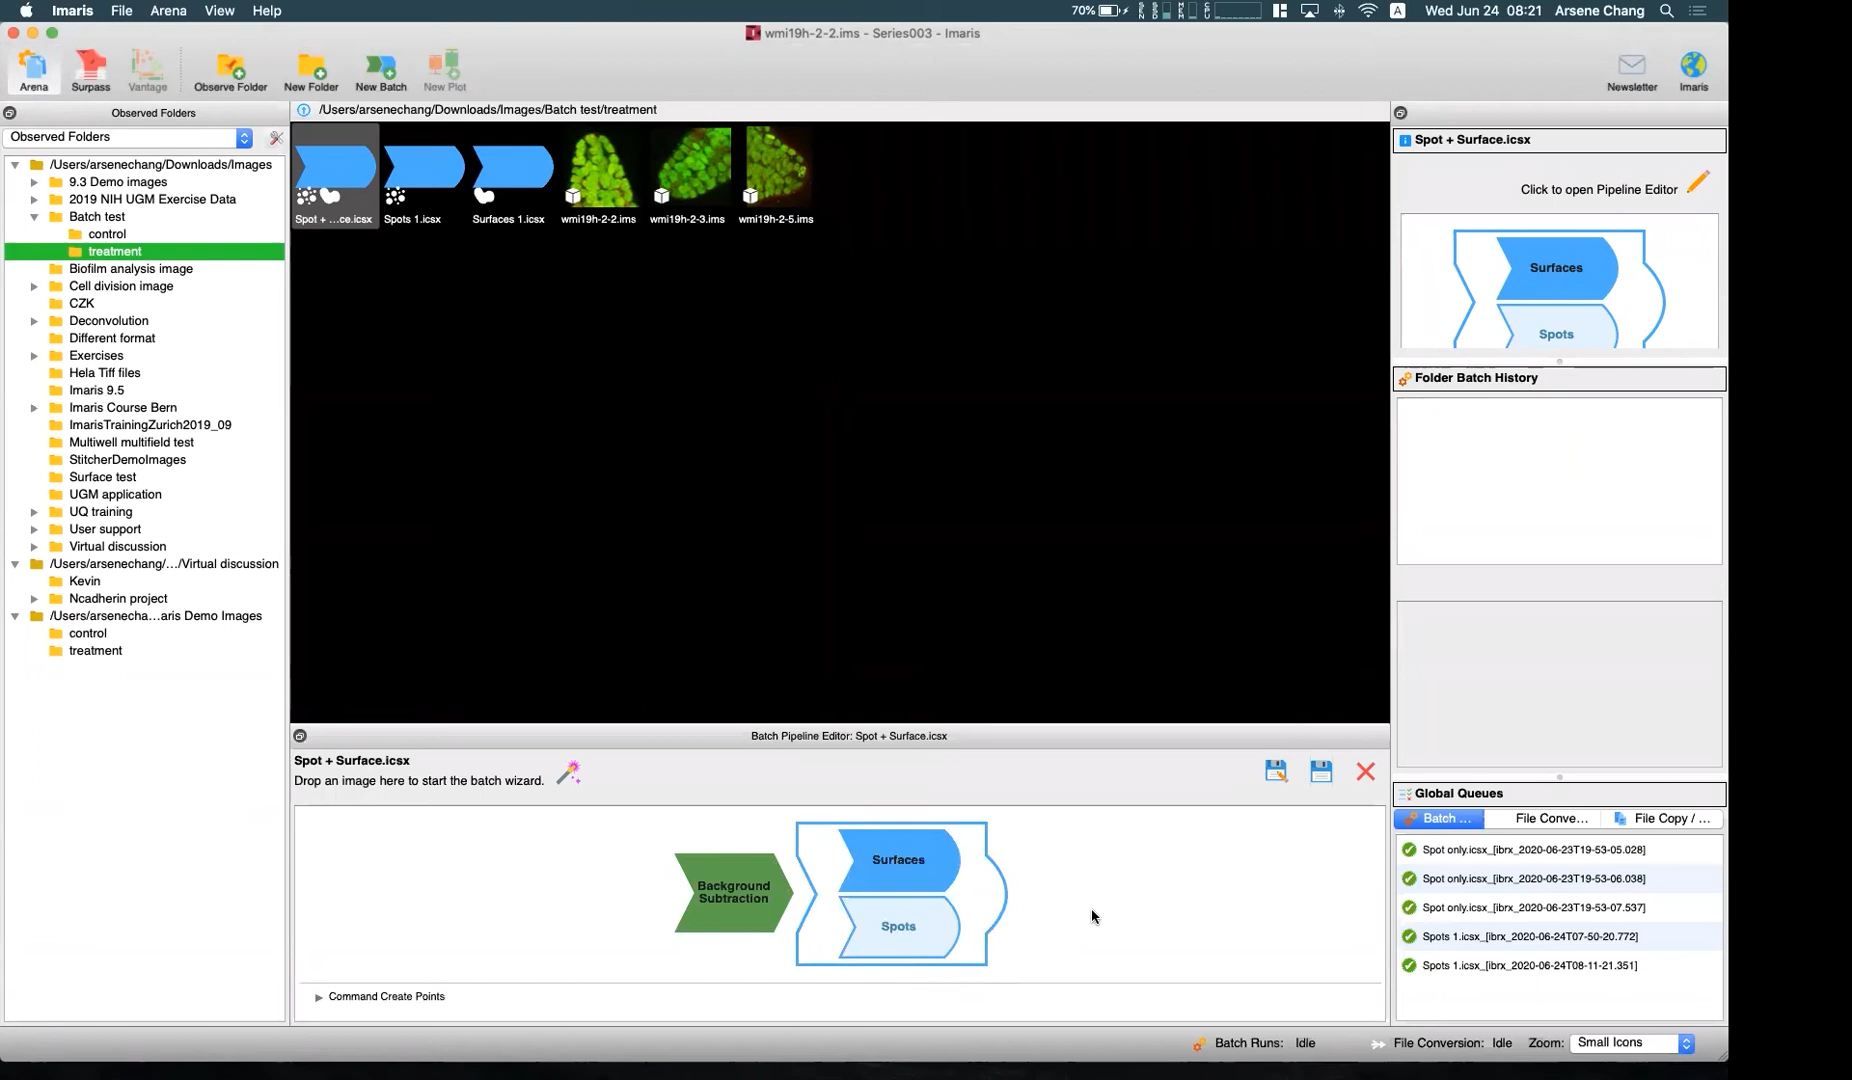 Imaris File Arena View Help
70% A Wed Jun 24 08:21 Arsene Chang
wmi19h-2-2.ims - Series003 - Imaris
Arena Surpass Vantage Observe Folder New Folder New Batch New Plot Newsletter Imaris
Observed Folders
/Users/arsenechang/Downloads/Images/Batch test/treatment
Observed Folders
/Users/arsenechang/Downloads/Images
9.3 Demo images
2019 NIH UGM Exercise Data
Batch test
control
treatment
Biofilm analysis image
Cell division image
CZK
Deconvolution
Different format
Exercises
Hela Tiff files
Imaris 9.5
Imaris Course Bern
ImarisTrainingZurich2019_09
Multiwell multifield test
StitcherDemoImages
Surface test
UGM application
UQ training
User support
Virtual discussion
/Users/arsenechang/.../Virtual discussion
Kevin
Ncadherin project
/Users/arsenecha...aris Demo Images
control
treatment
Spot + ...ce.icsx Spots 1.icsx Surfaces 1.icsx wmi19h-2-2.ims wmi19h-2-3.ims wmi19h-2-5.ims
Batch Pipeline Editor: Spot + Surface.icsx
Spot + Surface.icsx
Drop an image here to start the batch wizard.
Background
Subtraction
Surfaces
Spots
Command Create Points
Spot + Surface.icsx
Click to open Pipeline Editor
Surfaces
Spots
Folder Batch History
Global Queues
Batch ... File Conve... File Copy / ...
Spot only.icsx_[ibrx_2020-06-23T19-53-05.028]
Spot only.icsx_[ibrx_2020-06-23T19-53-06.038]
Spot only.icsx_[ibrx_2020-06-23T19-53-07.537]
Spots 1.icsx_[ibrx_2020-06-24T07-50-20.772]
Spots 1.icsx_[ibrx_2020-06-24T08-11-21.351]
Batch Runs: Idle File Conversion: Idle Zoom: Small Icons